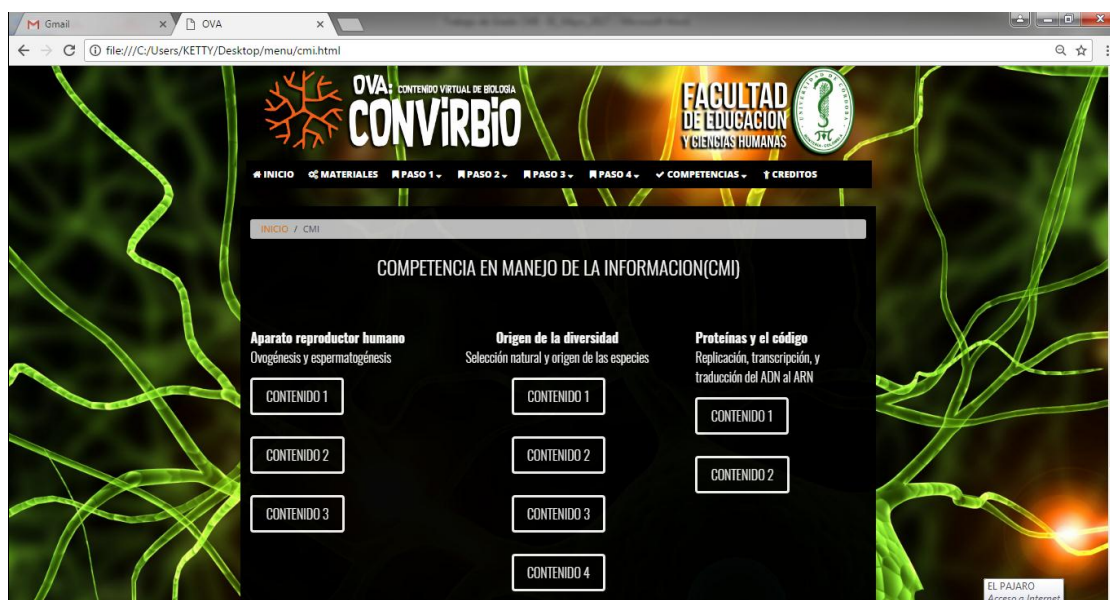 Gmail
OVA
file:///C:/Users/KETTY/Desktop/menu/cmi.html
OVA: CONTENIDO VIRTUAL DE BIOLOGÍA
CONVIRBIO
FACULTAD
DE EDUCACIÓN
Y CIENCIAS HUMANAS
INICIO MATERIALES PASO 1 PASO 2 PASO 3 PASO 4 COMPETENCIAS CREDITOS
INICIO / CMI
COMPETENCIA EN MANEJO DE LA INFORMACION(CMI)
Aparato reproductor humano
Ovogénesis y espermatogénesis
CONTENIDO 1
CONTENIDO 2
CONTENIDO 3
Origen de la diversidad
Selección natural y origen de las especies
CONTENIDO 1
CONTENIDO 2
CONTENIDO 3
CONTENIDO 4
Proteínas y el código
Replicación, transcripción, y
traducción del ADN al ARN
CONTENIDO 1
CONTENIDO 2
EL PAJARO
Acceso a Internet